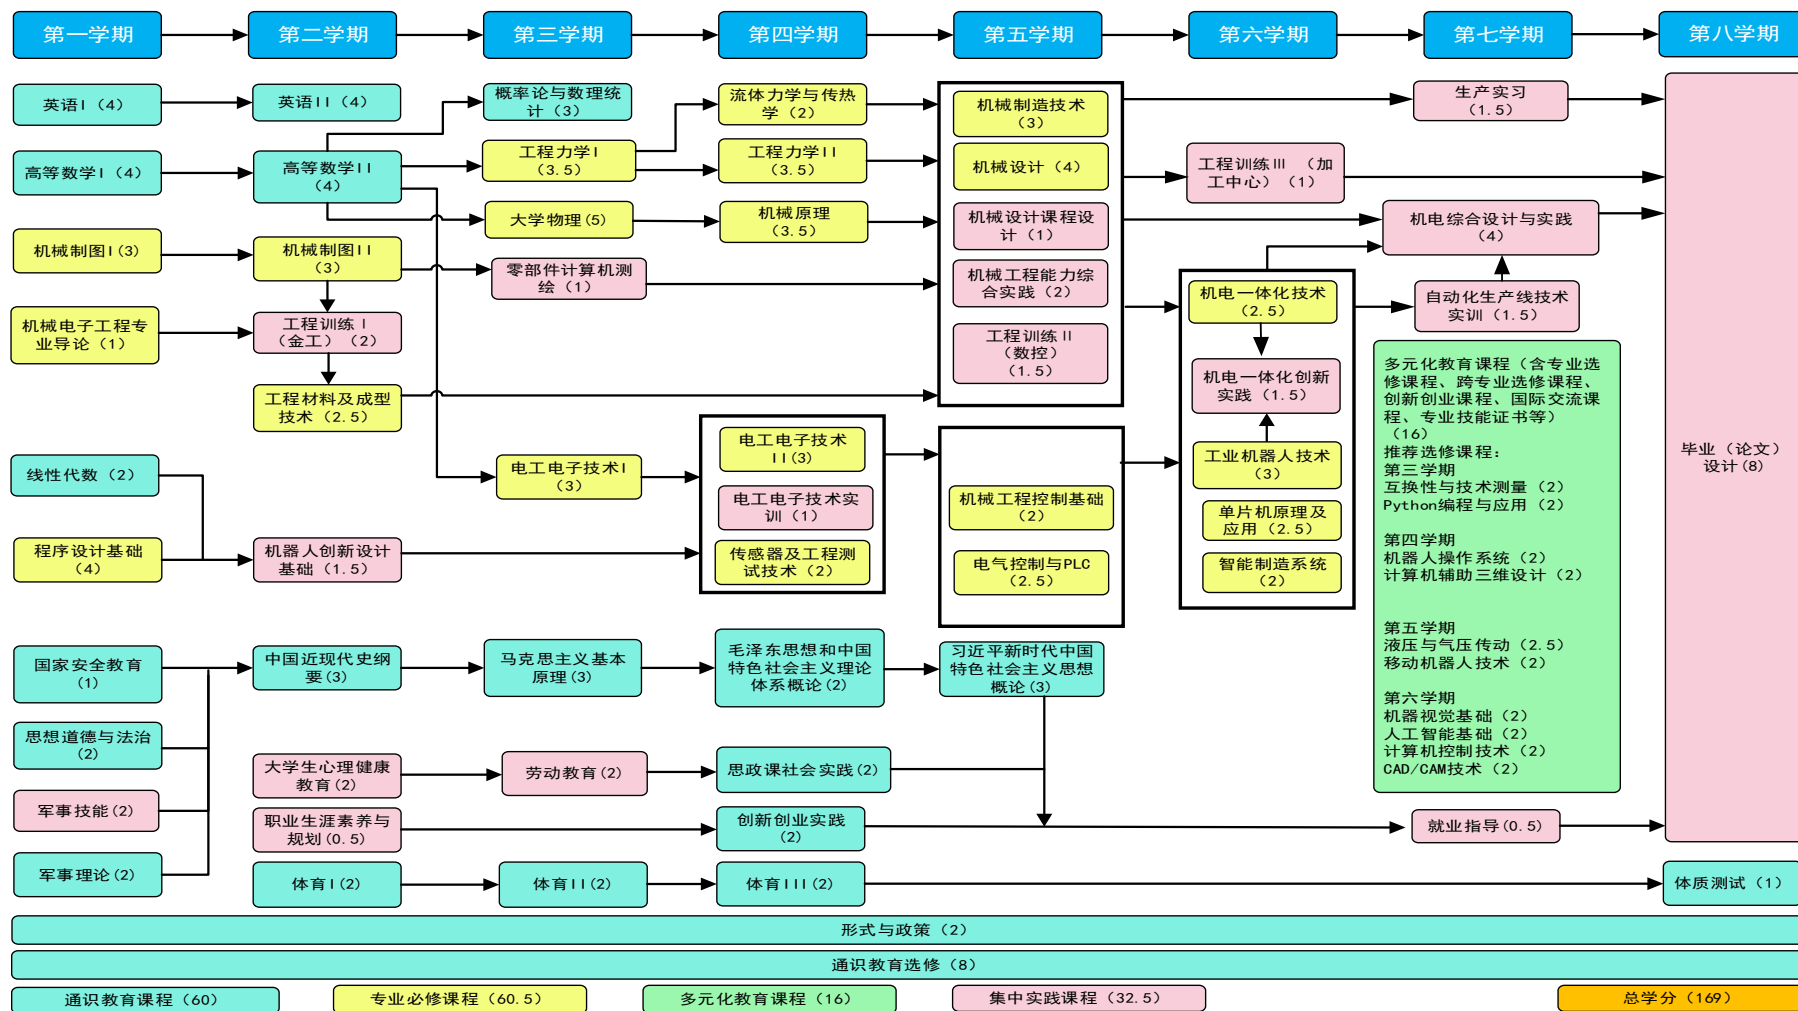 第一学期
第二学期
第三学期
第四学期
第五学期
第六学期
第七学期
第八学期
英语I（4）
英语II（4）
概率论与数理统
计（3）
流体力学与传热
学（2）
机械制造技术
（3）
生产实习
（1.5）
高等数学I（4）
高等数学II
（4）
工程力学I
（3.5）
工程力学II
（3.5）
机械设计（4）
工程训练Ⅲ （加
工中心）（1）
大学物理(5)
机械原理
（3.5）
机械设计课程设
计（1）
机电综合设计与实践
（4）
机械制图I(3)
机械制图II
（3）
零部件计算机测
绘（1）
机械工程能力综
合实践（2）
机电一体化技术
（2.5）
自动化生产线技术
实训（1.5）
机械电子工程专
业导论（1）
工程训练Ⅰ
（金工）（2）
工程训练Ⅱ
（数控）
（1.5）
机电一体化创新
实践（1.5）
工程材料及成型
技术（2.5）
电工电子技术
II(3)
工业机器人技术
（3）
线性代数（2）
电工电子技术I
（3）
电工电子技术实
训（1）
机械工程控制基础
（2）
单片机原理及
应用（2.5）
程序设计基础
（4）
机器人创新设计
基础（1.5）
传感器及工程测
试技术（2）
电气控制与PLC
（2.5）
智能制造系统
（2）
多元化教育课程（含专业选
修课程、跨专业选修课程、
创新创业课程、国际交流课
程、专业技能证书等）
（16）
推荐选修课程：
第三学期
互换性与技术测量（2）
Python编程与应用（2）
第四学期
机器人操作系统（2）
计算机辅助三维设计（2）
第五学期
液压与气压传动（2.5）
移动机器人技术（2）
第六学期
机器视觉基础（2）
人工智能基础（2）
计算机控制技术（2）
CAD/CAM技术（2）
毕业（论文）
设计(8)
国家安全教育
(1)
中国近现代史纲
要(3)
马克思主义基本
原理(3)
毛泽东思想和中国
特色社会主义理论
体系概论(2)
习近平新时代中国
特色社会主义思想
概论(3)
思想道德与法治
(2)
大学生心理健康
教育(2)
劳动教育(2)
思政课社会实践(2)
军事技能(2)
职业生涯素养与
规划(0.5)
创新创业实践
(2)
就业指导(0.5)
军事理论(2)
体育I(2)
体育II(2)
体育III(2)
体质测试（1）
形式与政策（2）
通识教育选修（8）
通识教育课程（60）
专业必修课程（60.5）
多元化教育课程（16）
集中实践课程（32.5）
总学分（169）